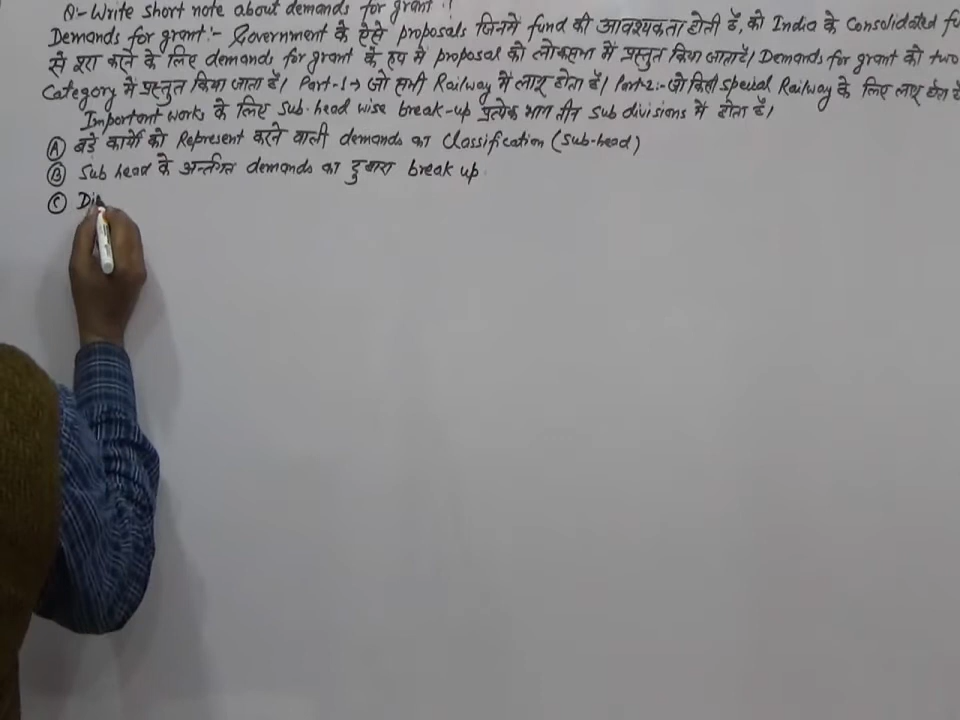 Q:- Write short note about demands for grant !!
Demands for grant:- Government के ऐसे proposals जिनमे fund की आवश्यकता होती है, को India के Consolidated fu
से पूरा करने के लिए demands for grant के रूप मे proposal को लोकसभा में प्रस्तुत किया जाता है। Demands for grant को two
Category में प्रस्तुत किया जाता है। Part-1→ जो सभी Railway में लागू होता है। Part-2:- जो किसी special Railway के लिए लागू होता है
Important works के लिए Sub-head wise break-up प्रत्येक भाग तीन sub divisions में होता है।
(A) बड़े कार्यो को Represent करने वाली demands का Classification (Sub-head)
(B) Sub head के अर्न्तगत demands का दुबारा break up
(C) Di